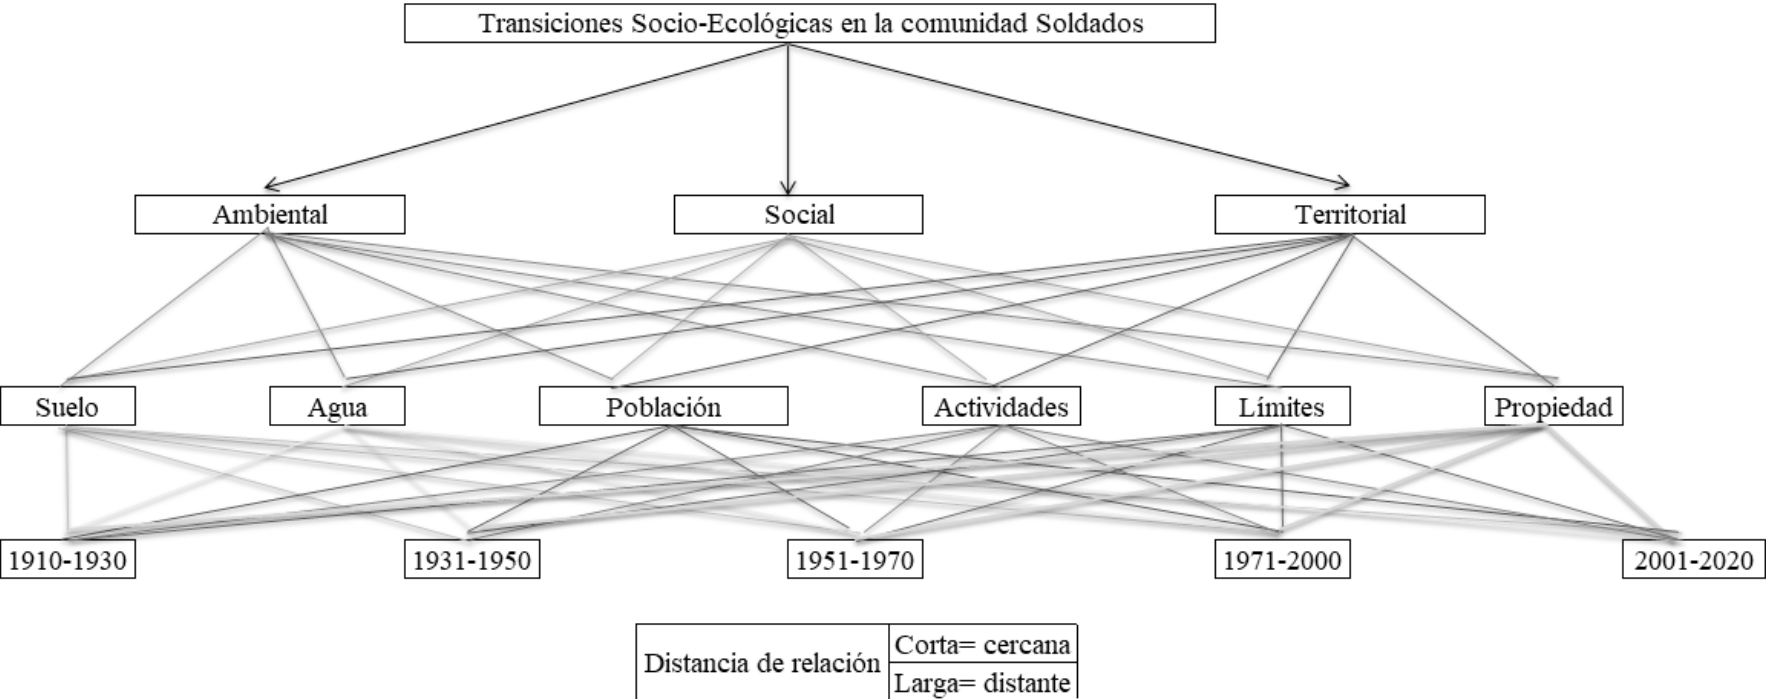 Transiciones Socio-Ecológicas en la comunidad Soldados
Ambiental
Social
Territorial
Suelo
Agua
Población
Actividades
Límites
Propiedad
1910-1930
1931-1950
1951-1970
1971-2000
2001-2020
Distancia de relación
Corta= cercana
Larga= distante